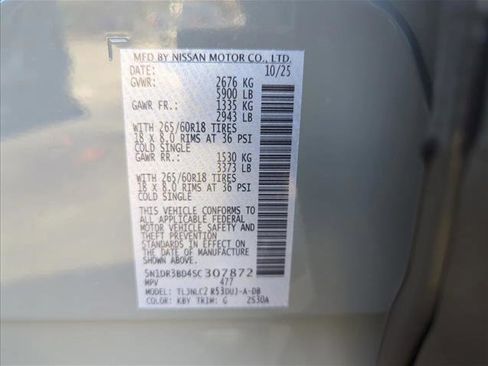 MFD BY NISSAN MOTOR CO., LTD.
DATE: 10/25
GVWR: 2676 KG
5900 LB
GAWR FR.: 1335 KG
2943 LB
WITH 265/60R18 TIRES
18 X 8.0 RIMS AT 36 PSI
COLD SINGLE
GAWR RR.: 1530 KG
3373 LB
WITH 265/60R18 TIRES
18 X 8.0 RIMS AT 36 PSI
COLD SINGLE
THIS VEHICLE CONFORMS TO
ALL APPLICABLE FEDERAL
MOTOR VEHICLE SAFETY
AND THEFT PREVENTION
STANDARDS IN EFFECT ON
THE DATE OF MANUFACTURE
SHOWN ABOVE.
5N1DR3BD4SC307872
MPV 477
MODEL: TL3NLC2 R53DUJ-A-DB
COLOR: KBY TRIM: G 2530A